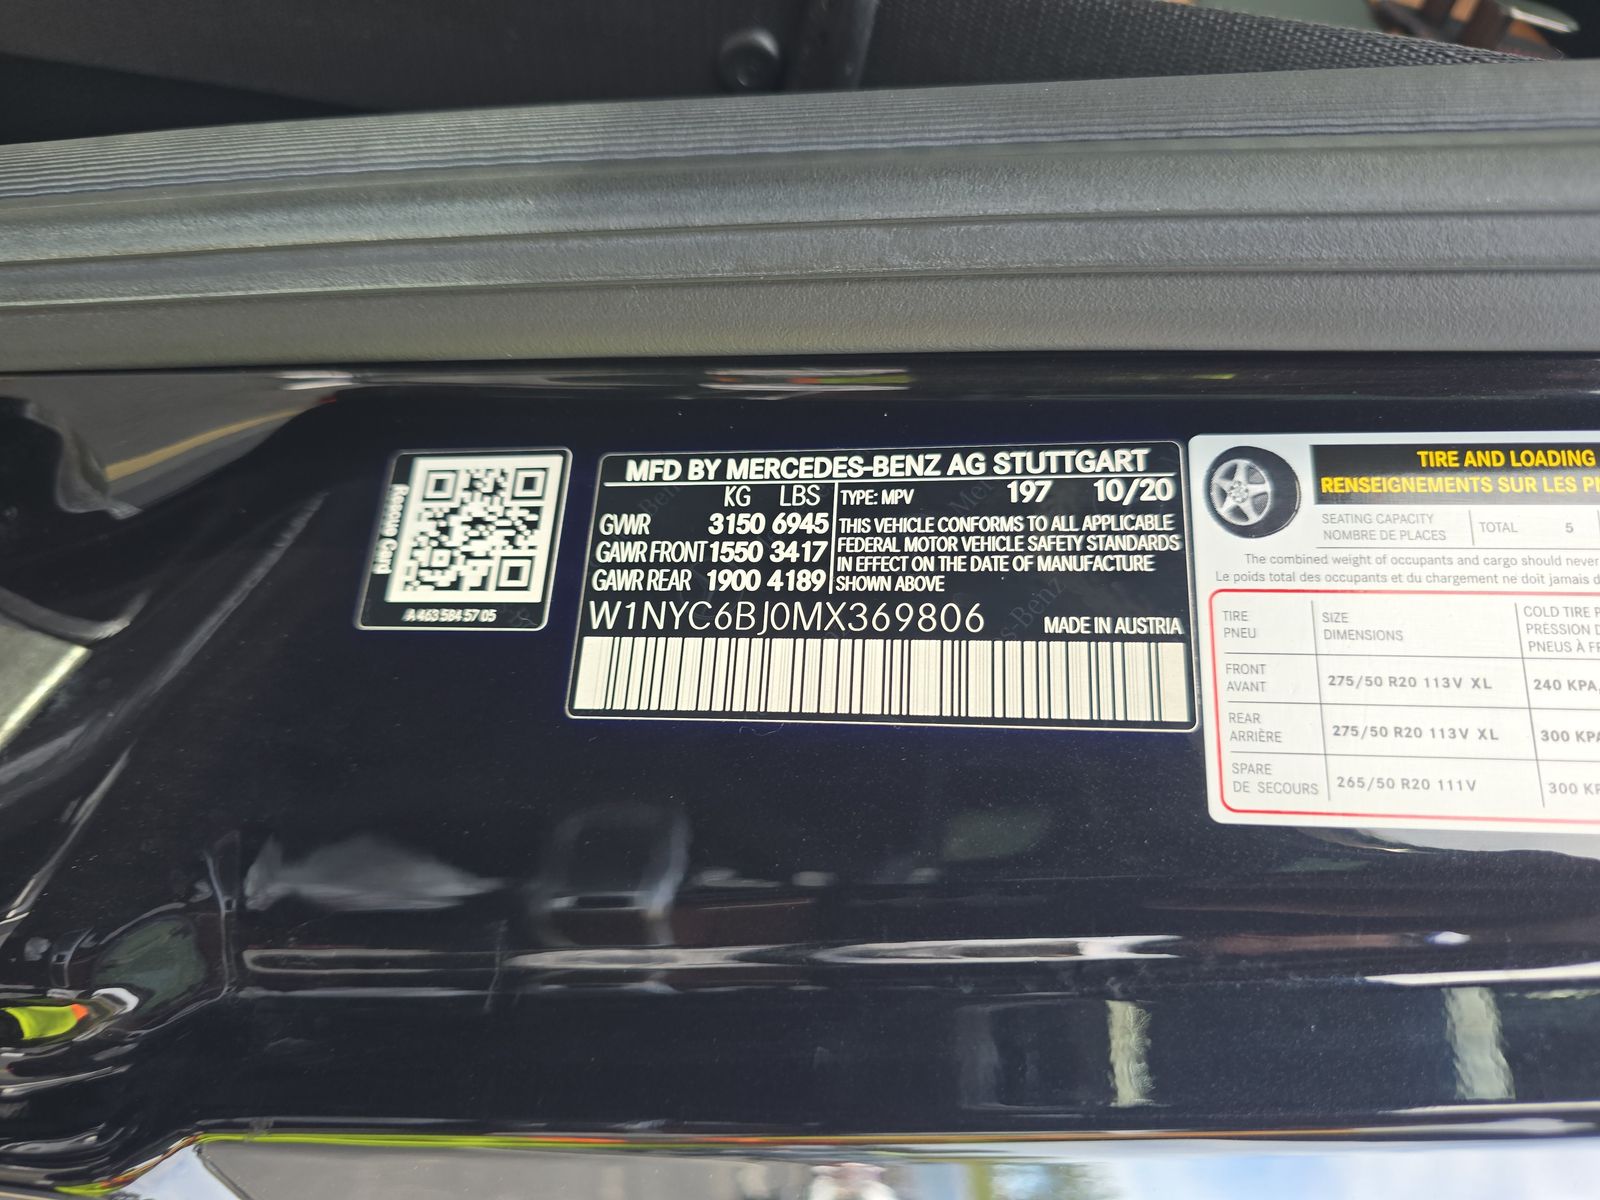 Rescue Card
A 463 584 57 05
MFD BY MERCEDES-BENZ AG STUTTGART
KG LBS TYPE: MPV 197 10/20
GVWR 3150 6945
GAWR FRONT 1550 3417
GAWR REAR 1900 4189
THIS VEHICLE CONFORMS TO ALL APPLICABLE
FEDERAL MOTOR VEHICLE SAFETY STANDARDS
IN EFFECT ON THE DATE OF MANUFACTURE
SHOWN ABOVE
W1NYC6BJ0MX369806 MADE IN AUSTRIA
TIRE AND LOADING
RENSEIGNEMENTS SUR LES
SEATING CAPACITY
NOMBRE DE PLACES
TOTAL 5
The combined weight of occupants and cargo should never
Le poids total des occupants et du chargement ne doit jamais
TIRE
PNEU
SIZE
DIMENSIONS
COLD TIRE
PRESSION
PNEUS À
FRONT
AVANT
275/50 R20 113V XL
240 KPA,
REAR
ARRIÈRE
275/50 R20 113V XL
300
SPARE
DE SECOURS
265/50 R20 111V
300